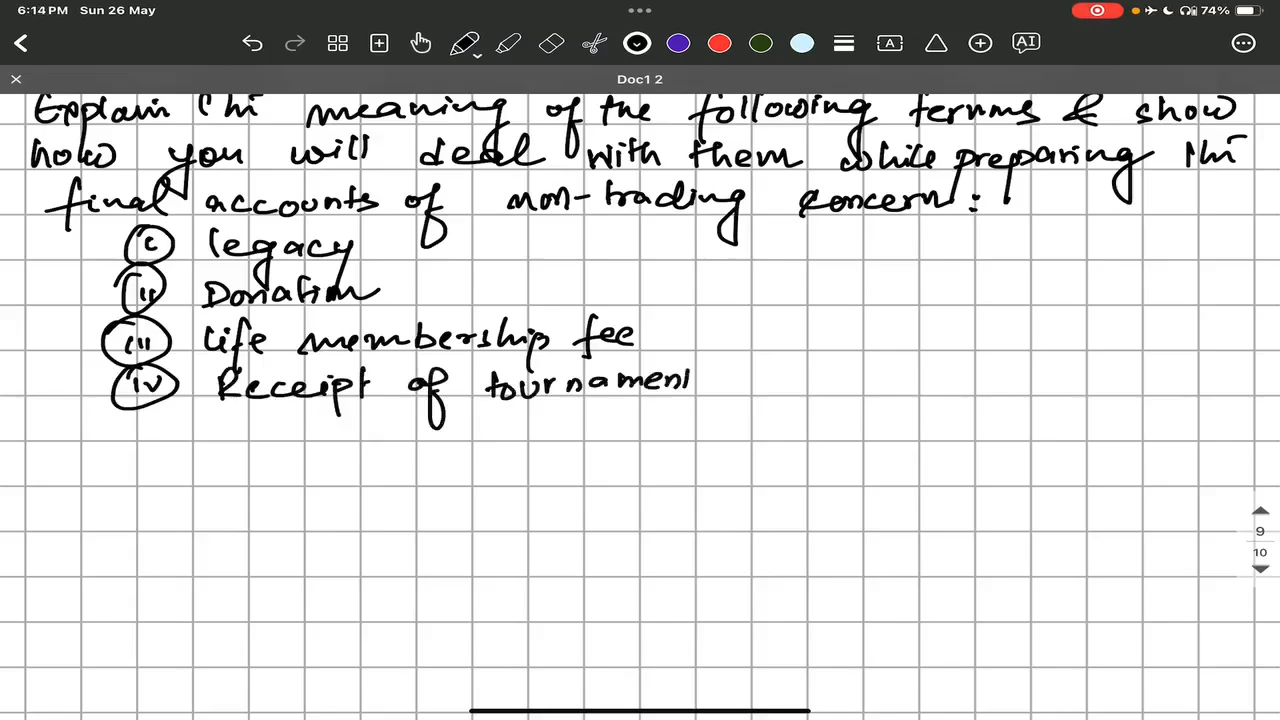 6:14 PM Sun 26 May 74%
Doc1 2
Explain the meaning of the following terms & show
how you will deal with them while preparing the
final accounts of non-trading concern:
(i) legacy
(ii) Donation
(iii) Life membership fee
(iv) Receipt of tournament
9
10